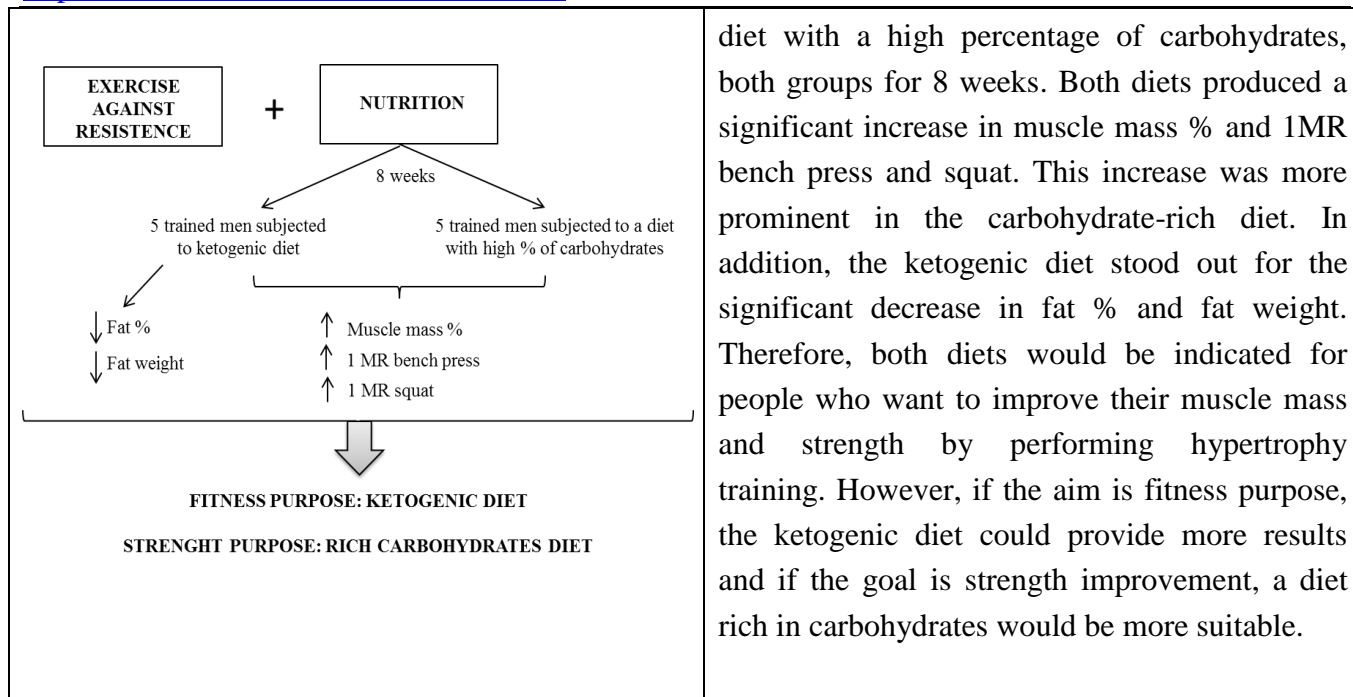 EXERCISE
AGAINST
RESISTENCE
+
NUTRITION
8 weeks
5 trained men subjected
to ketogenic diet
5 trained men subjected to a diet
with high % of carbohydrates
↓ Fat %
↓ Fat weight
↑ Muscle mass %
↑ 1 MR bench press
↑ 1 MR squat
FITNESS PURPOSE: KETOGENIC DIET
STRENGHT PURPOSE: RICH CARBOHYDRATES DIET
diet with a high percentage of carbohydrates,
both groups for 8 weeks. Both diets produced a
significant increase in muscle mass % and 1MR
bench press and squat. This increase was more
prominent in the carbohydrate-rich diet. In
addition, the ketogenic diet stood out for the
significant decrease in fat % and fat weight.
Therefore, both diets would be indicated for
people who want to improve their muscle mass
and strength by performing hypertrophy
training. However, if the aim is fitness purpose,
the ketogenic diet could provide more results
and if the goal is strength improvement, a diet
rich in carbohydrates would be more suitable.